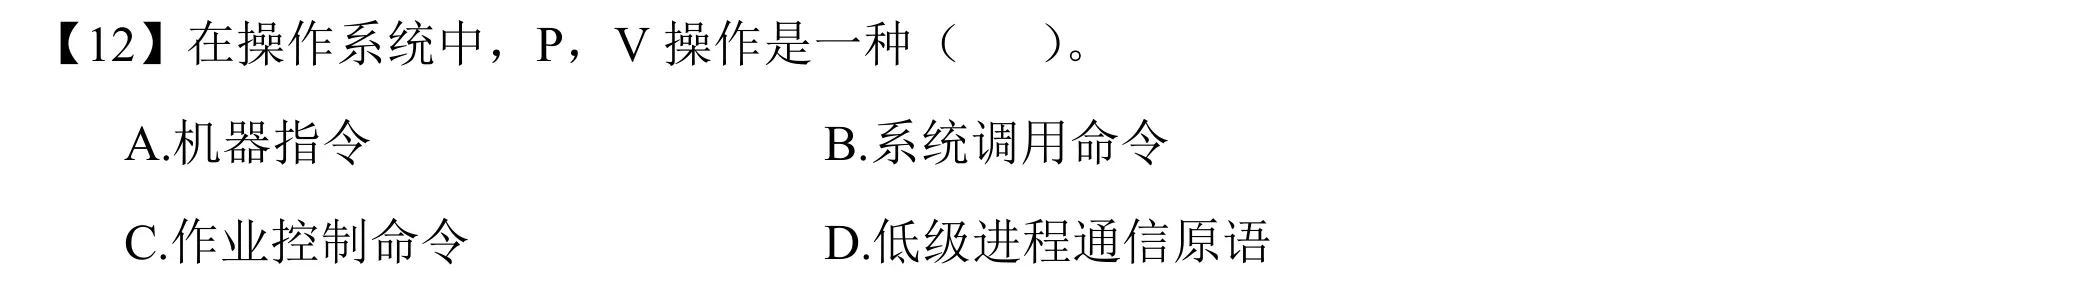 【12】在操作系统中，P，V 操作是一种（  ）。
A.机器指令 B.系统调用命令
C.作业控制命令 D.低级进程通信原语